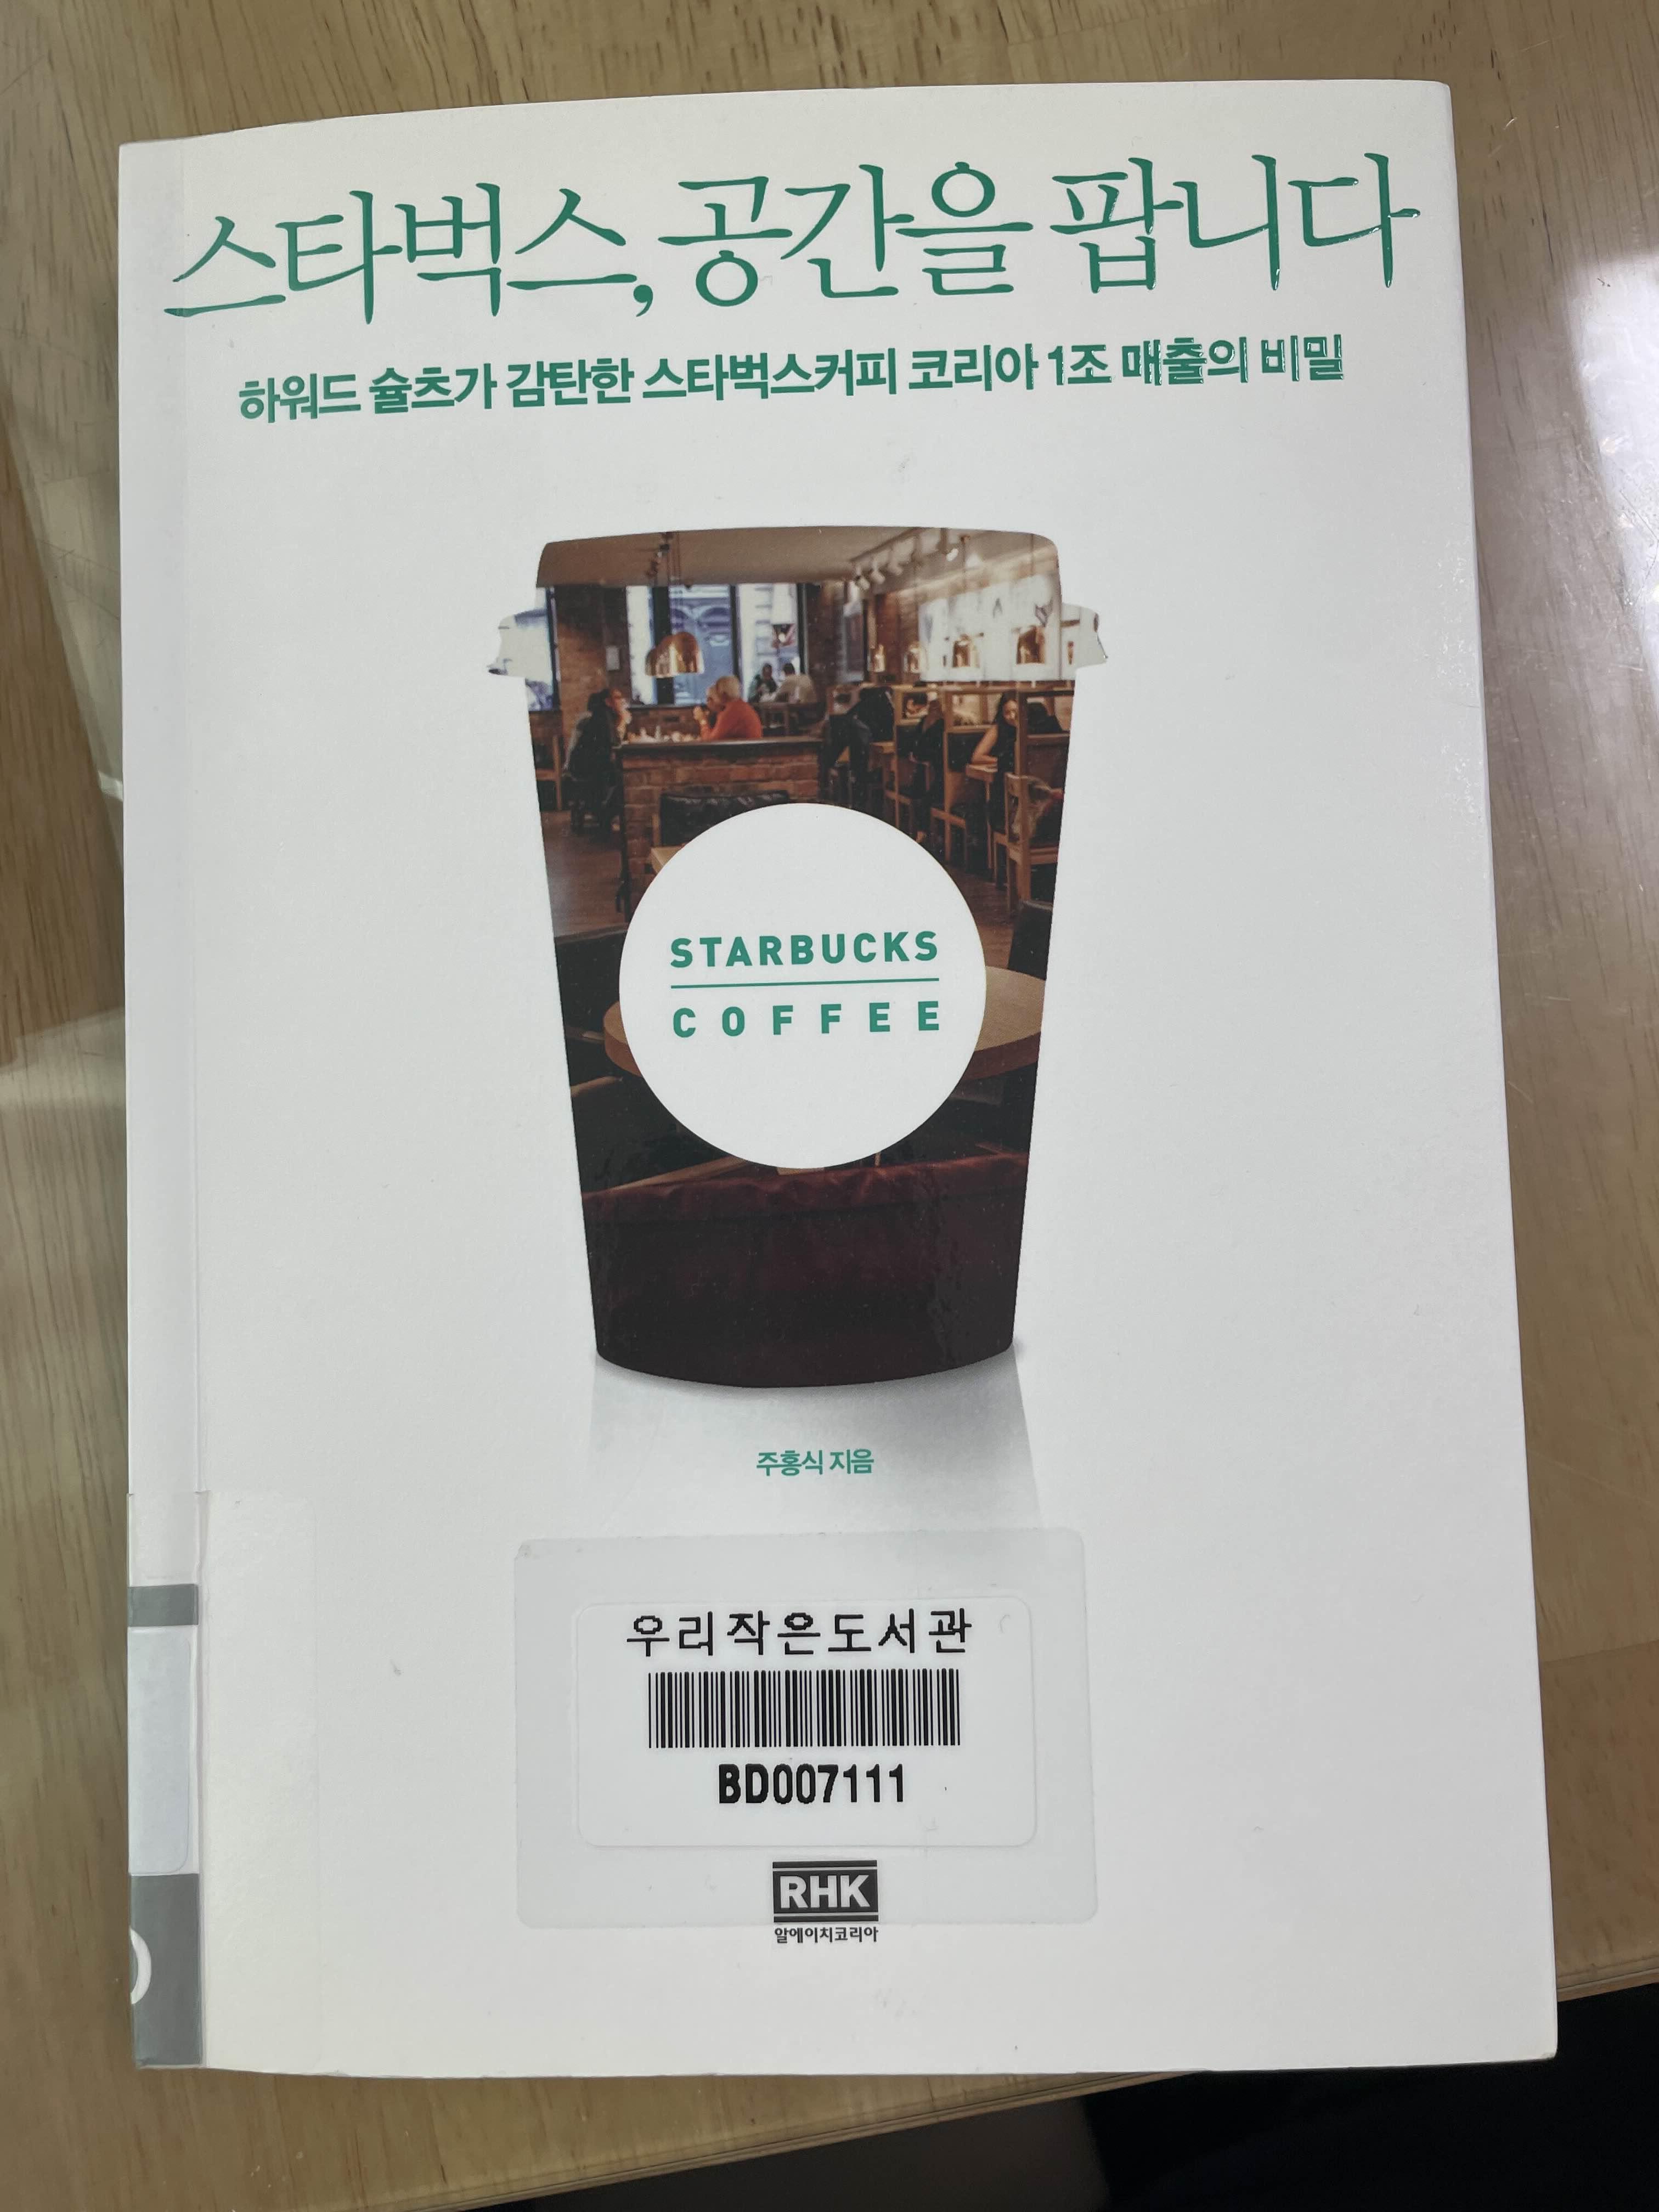 스타벅스, 공간을 팝니다
하워드 슐츠가 감탄한 스타벅스커피 코리아 1조 매출의 비밀
STARBUCKS
COFFEE
주홍식 지음
우리작은도서관
BD007111
RHK
알에이치코리아